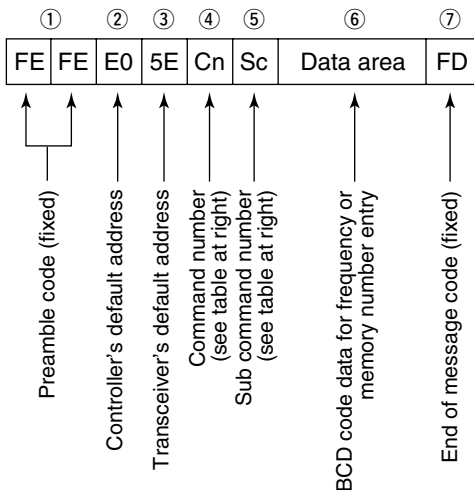 ① ② ③ ④ ⑤ ⑥ ⑦
FE FE E0 5E Cn Sc Data area FD
Preamble code (fixed)
Controller's default address
Transceiver's default address
Command number
(see table at right)
Sub command number
(see table at right)
BCD code data for frequency or
memory number entry
End of message code (fixed)